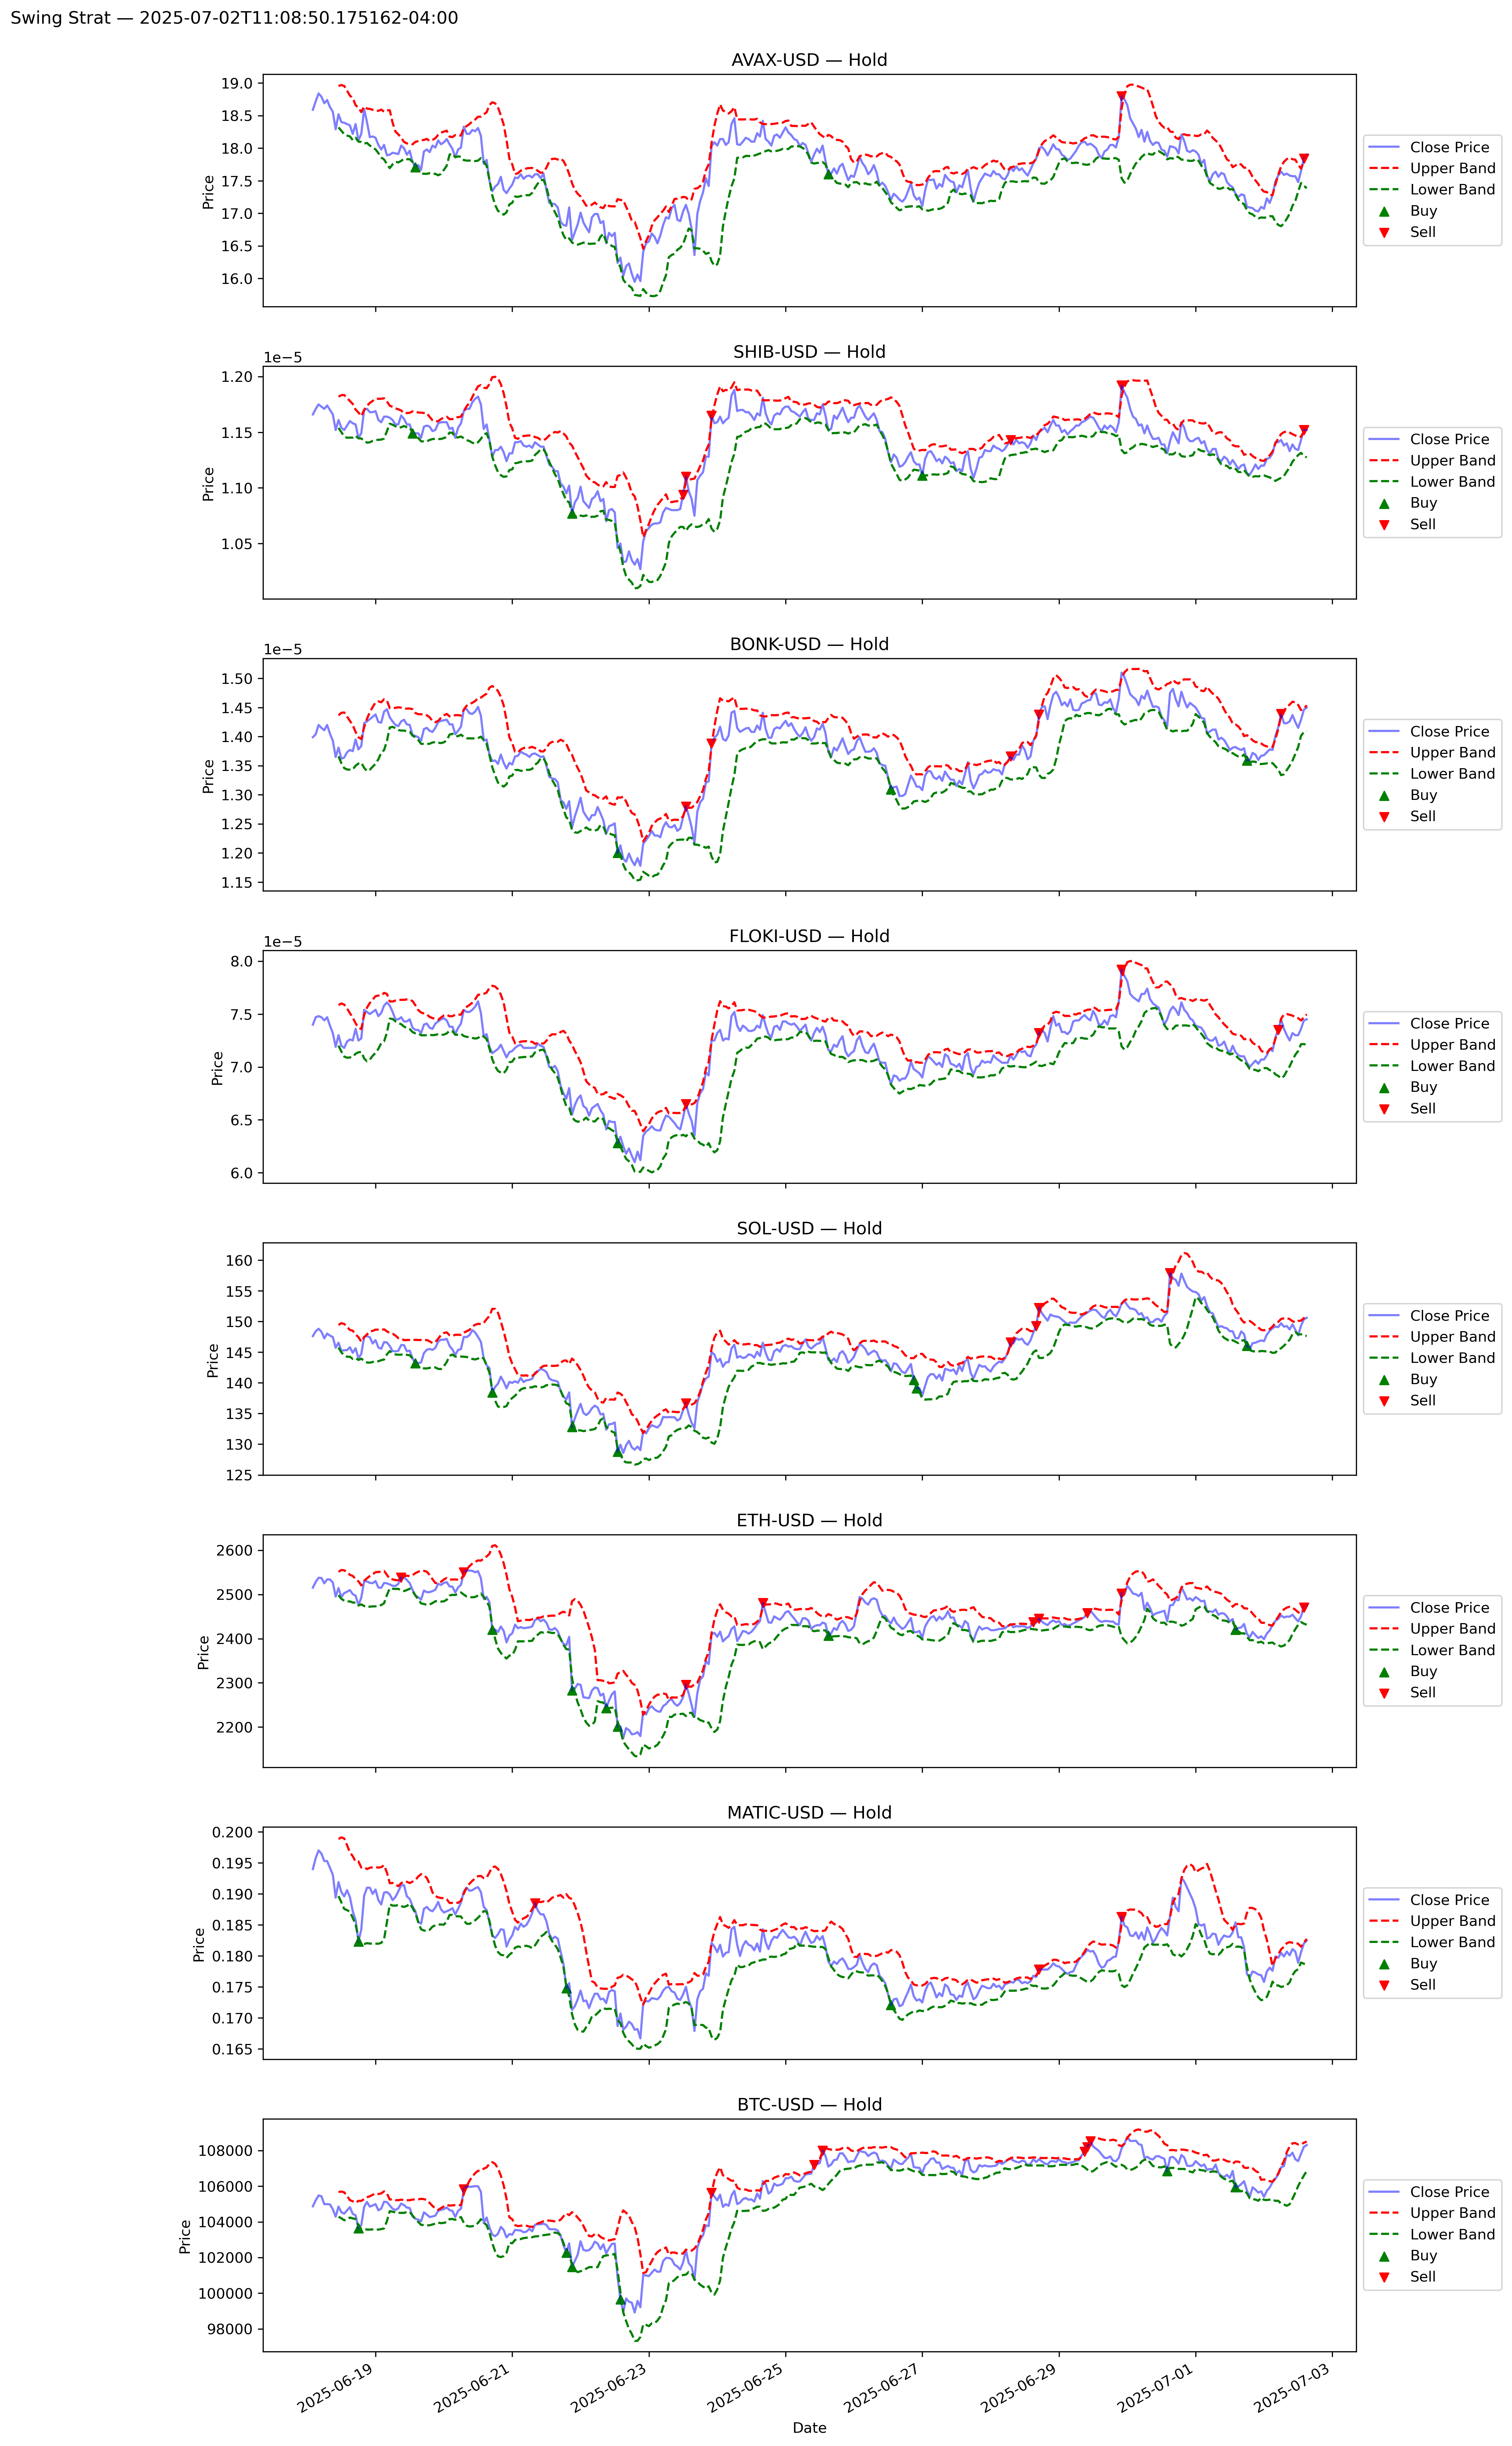 Swing Strat — 2025-07-02T11:08:50.175162-04:00
AVAX-USD — Hold
19.0
18.5
18.0
17.5
17.0
16.5
16.0
Price
Close Price
Upper Band
Lower Band
Buy
Sell
SHIB-USD — Hold
1e−5
1.20
1.15
1.10
1.05
Price
Close Price
Upper Band
Lower Band
Buy
Sell
BONK-USD — Hold
1e−5
1.50
1.45
1.40
1.35
1.30
1.25
1.20
1.15
Price
Close Price
Upper Band
Lower Band
Buy
Sell
FLOKI-USD — Hold
1e−5
8.0
7.5
7.0
6.5
6.0
Price
Close Price
Upper Band
Lower Band
Buy
Sell
SOL-USD — Hold
160
155
150
145
140
135
130
125
Price
Close Price
Upper Band
Lower Band
Buy
Sell
ETH-USD — Hold
2600
2500
2400
2300
2200
Price
Close Price
Upper Band
Lower Band
Buy
Sell
MATIC-USD — Hold
0.200
0.195
0.190
0.185
0.180
0.175
0.170
0.165
Price
Close Price
Upper Band
Lower Band
Buy
Sell
BTC-USD — Hold
108000
106000
104000
102000
100000
98000
Price
Close Price
Upper Band
Lower Band
Buy
Sell
2025-06-19
2025-06-21
2025-06-23
2025-06-25
2025-06-27
2025-06-29
2025-07-01
2025-07-03
Date